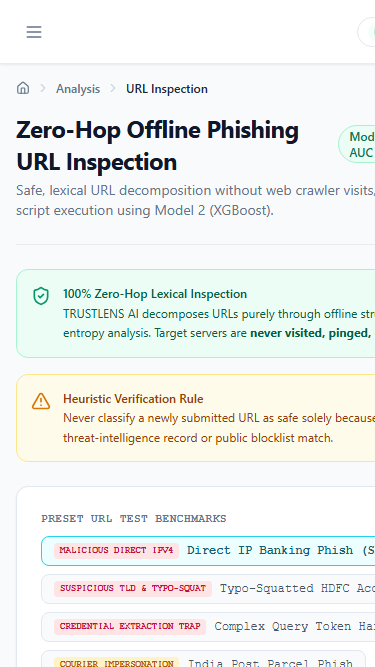 Analysis
URL Inspection
Zero-Hop Offline Phishing
URL Inspection
Mod
AUC
Safe, lexical URL decomposition without web crawler visits,
script execution using Model 2 (XGBoost).
100% Zero-Hop Lexical Inspection
TRUSTLENS AI decomposes URLs purely through offline str
entropy analysis. Target servers are never visited, pinged,
Heuristic Verification Rule
Never classify a newly submitted URL as safe solely because
threat-intelligence record or public blocklist match.
PRESET URL TEST BENCHMARKS
MALICIOUS DIRECT IPV4 Direct IP Banking Phish (S
SUSPICIOUS TLD & TYPO-SQUAT Typo-Squatted HDFC Acc
CREDENTIAL EXTRACTION TRAP Complex Query Token Ha
COURIER IMPERSONATION India Post Parcel Phish